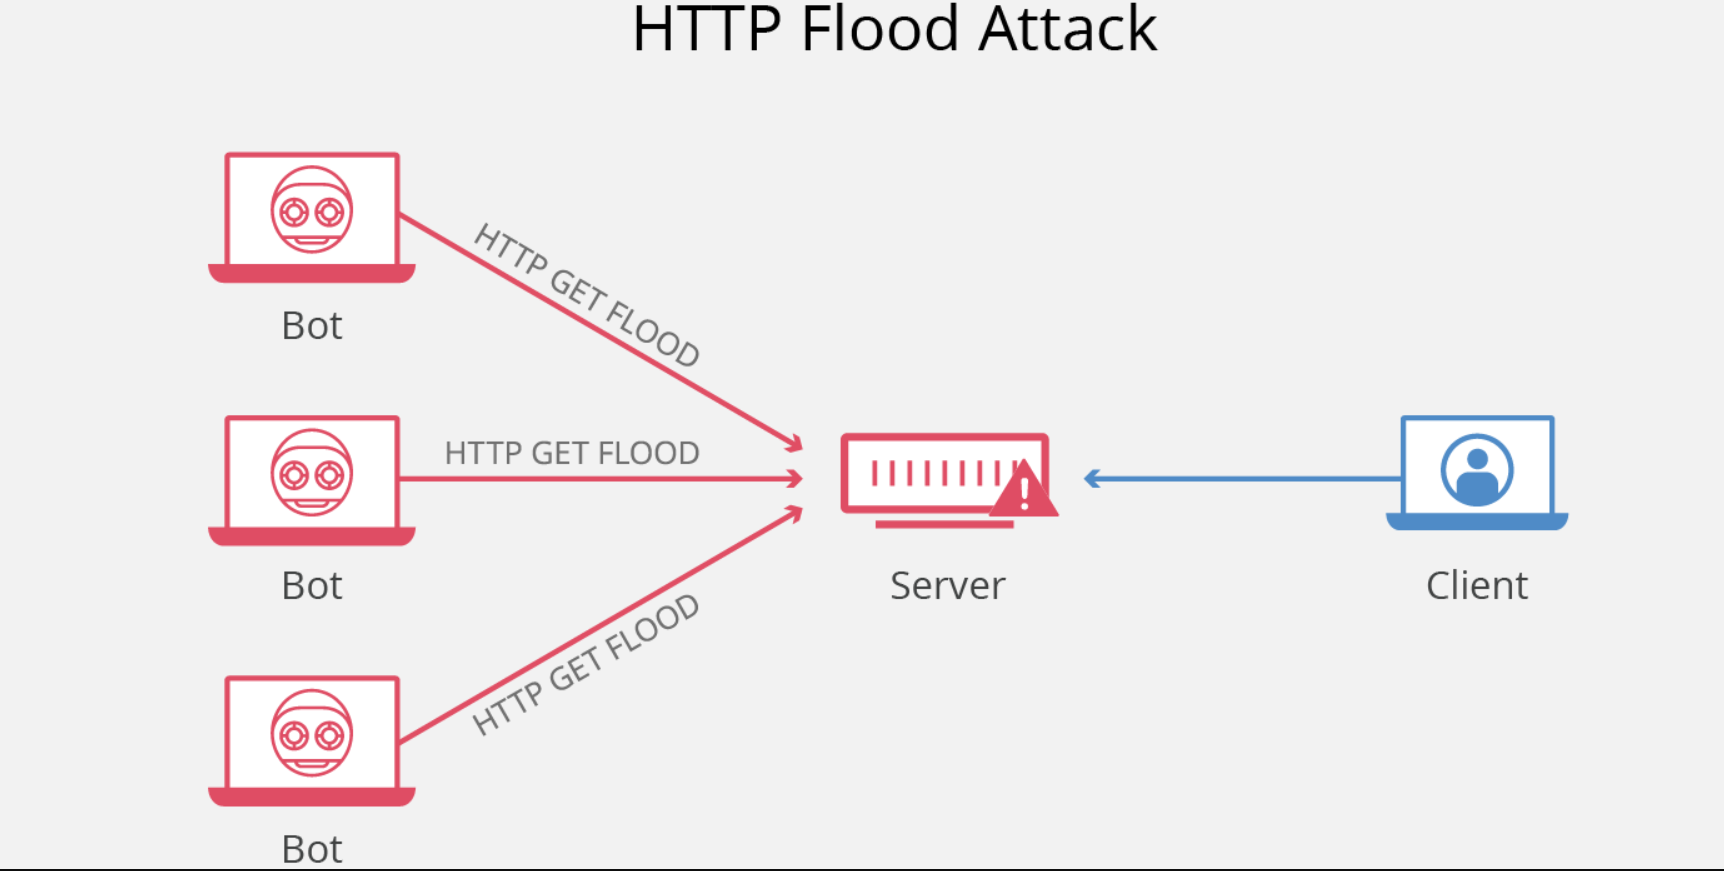 HTTP Flood Attack
HTTP GET FLOOD
Bot
HTTP GET FLOOD
Bot
Server
Client
HTTP GET FLOOD
Bot